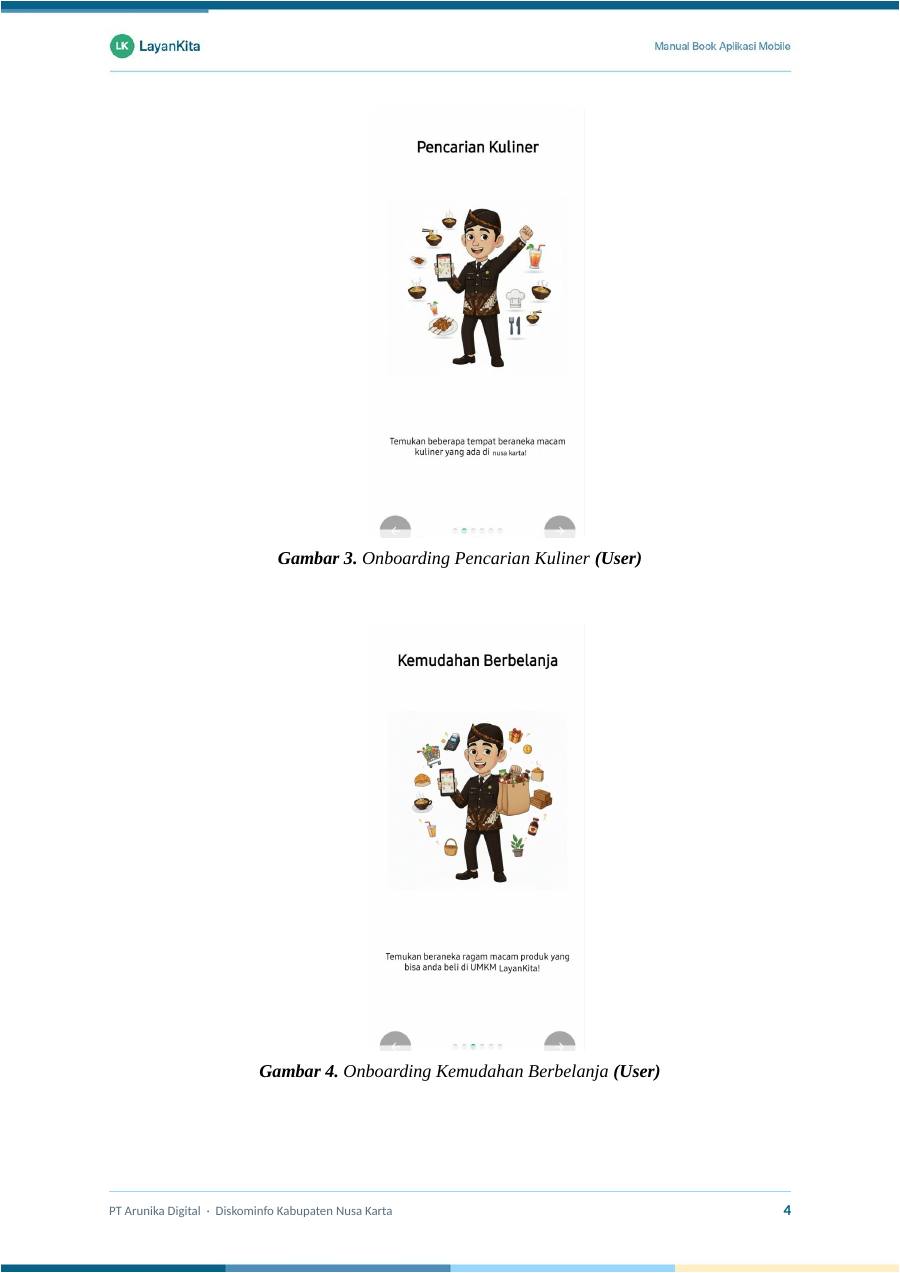 LK LayanKita
Manual Book Aplikasi Mobile
Pencarian Kuliner
Temukan beberapa tempat beraneka macam
kuliner yang ada di nusa karta!
Gambar 3. Onboarding Pencarian Kuliner (User)
Kemudahan Berbelanja
Temukan beraneka ragam macam produk yang
bisa anda beli di UMKM LayanKita!
Gambar 4. Onboarding Kemudahan Berbelanja (User)
PT Arunika Digital · Diskominfo Kabupaten Nusa Karta
4